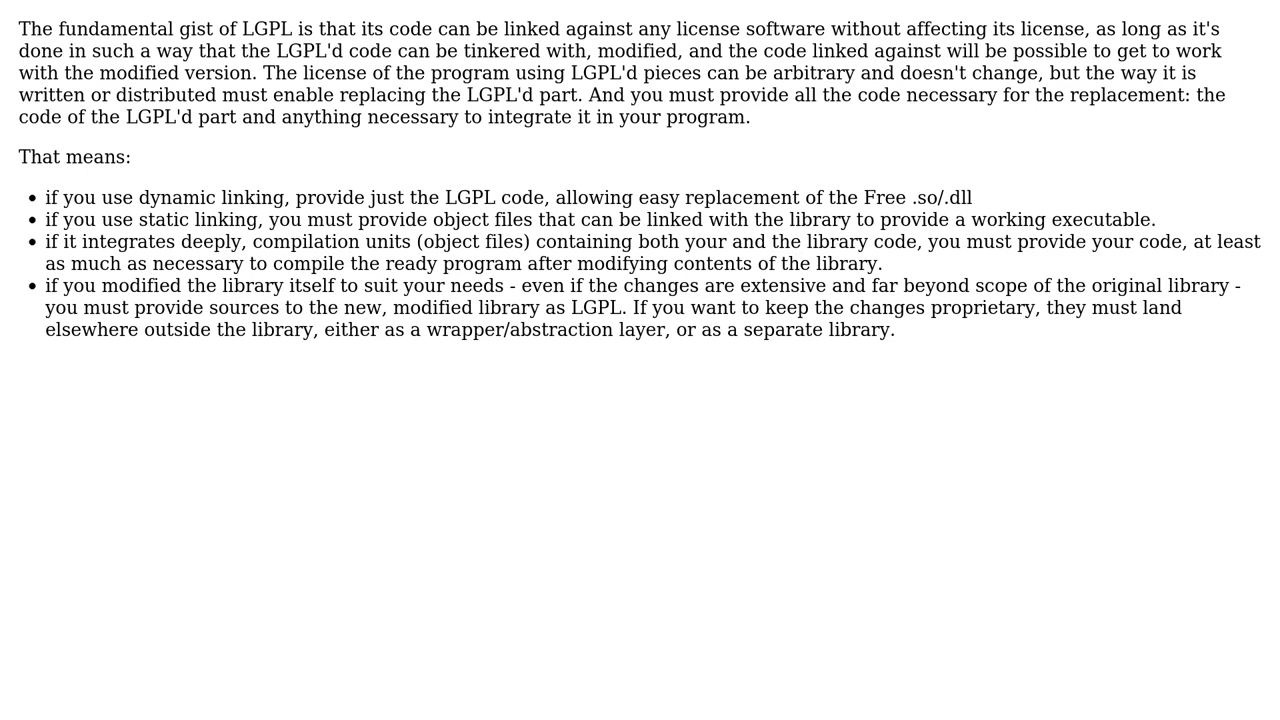 The fundamental gist of LGPL is that its code can be linked against any license software without affecting its license, as long as it's
done in such a way that the LGPL'd code can be tinkered with, modified, and the code linked against will be possible to get to work
with the modified version. The license of the program using LGPL'd pieces can be arbitrary and doesn't change, but the way it is
written or distributed must enable replacing the LGPL'd part. And you must provide all the code necessary for the replacement: the
code of the LGPL'd part and anything necessary to integrate it in your program.
That means:
• if you use dynamic linking, provide just the LGPL code, allowing easy replacement of the Free .so/.dll
• if you use static linking, you must provide object files that can be linked with the library to provide a working executable.
• if it integrates deeply, compilation units (object files) containing both your and the library code, you must provide your code, at least
as much as necessary to compile the ready program after modifying contents of the library.
• if you modified the library itself to suit your needs - even if the changes are extensive and far beyond scope of the original library -
you must provide sources to the new, modified library as LGPL. If you want to keep the changes proprietary, they must land
elsewhere outside the library, either as a wrapper/abstraction layer, or as a separate library.